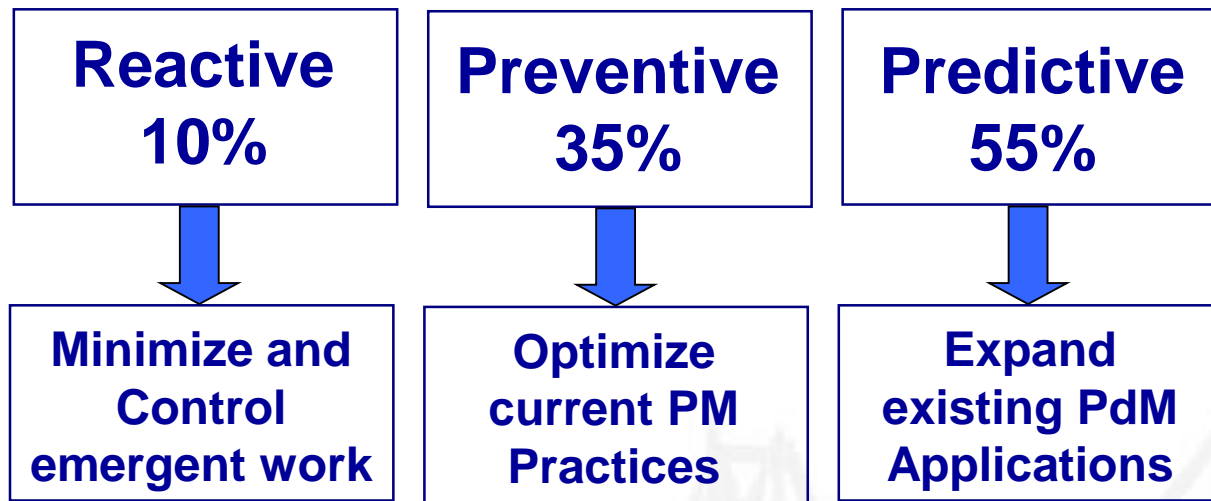 Reactive
10%
Preventive
35%
Predictive
55%
Minimize and
Control
emergent work
Optimize
current PM
Practices
Expand
existing PdM
Applications